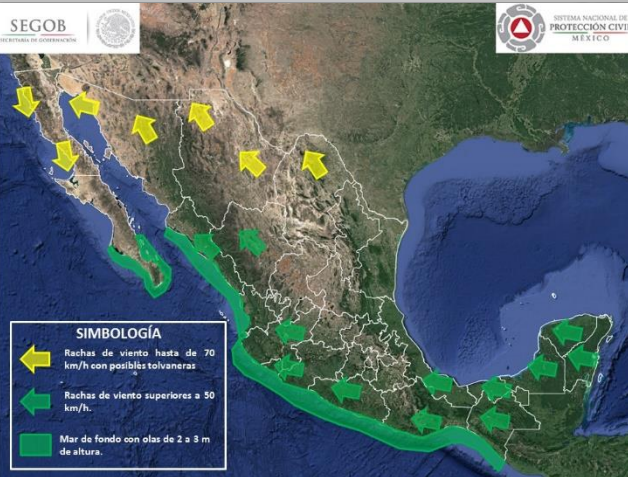 SEGOB
SECRETARÍA DE GOBERNACIÓN
SISTEMA NACIONAL DE
PROTECCIÓN CIVIL
MÉXICO
SIMBOLOGÍA
Rachas de viento hasta de 70
km/h con posibles tolvaneras
Rachas de viento superiores a 50
km/h.
Mar de fondo con olas de 2 a 3 m
de altura.